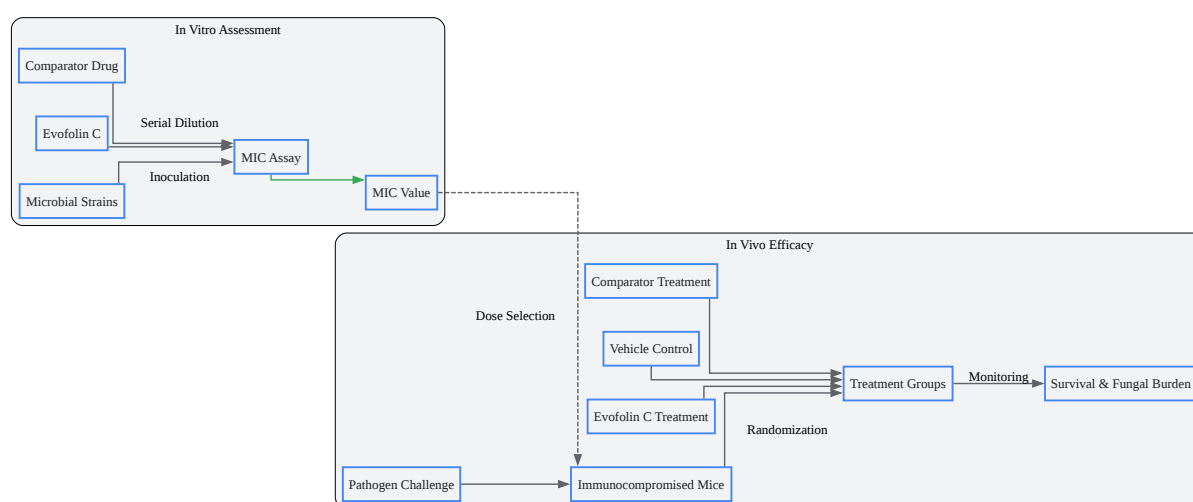 In Vitro Assessment
Comparator Drug
Serial Dilution
Evofolin C
MIC Assay
Inoculation
MIC Value
Microbial Strains
In Vivo Efficacy
Comparator Treatment
Dose Selection
Vehicle Control
Treatment Groups
Monitoring
Survival & Fungal Burden
Evofolin C Treatment
Randomization
Pathogen Challenge
Immunocompromised Mice